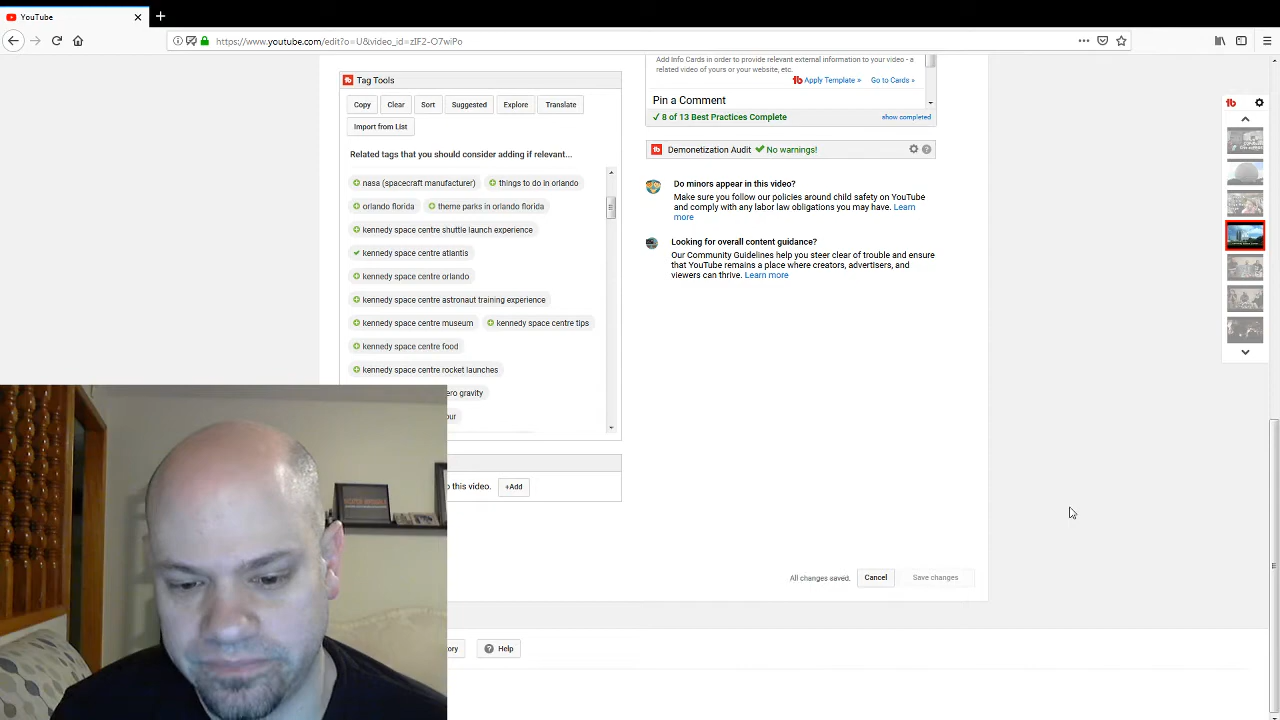 YouTube
https://www.youtube.com/edit?o=U&video_id=zIF2-O7wiPo
Tag Tools
Copy
Clear
Sort
Suggested
Explore
Translate
Import from List
Related tags that you should consider adding if relevant...
nasa (spacecraft manufacturer)
things to do in orlando
orlando florida
theme parks in orlando florida
kennedy space centre shuttle launch experience
kennedy space centre atlantis
kennedy space centre orlando
kennedy space centre astronaut training experience
kennedy space centre museum
kennedy space centre tips
kennedy space centre food
kennedy space centre rocket launches
ero gravity
our
o this video.
+Add
Add Info Cards in order to provide relevant external information to your video - a
related video of yours or your website, etc.
Apply Template »
Go to Cards »
Pin a Comment
8 of 13 Best Practices Complete
show completed
Demonetization Audit
No warnings!
Do minors appear in this video?
Make sure you follow our policies around child safety on YouTube
and comply with any labor law obligations you may have. Learn
more
Looking for overall content guidance?
Our Community Guidelines help you steer clear of trouble and ensure
that YouTube remains a place where creators, advertisers, and
viewers can thrive. Learn more
All changes saved.
Cancel
Save changes
ory
Help